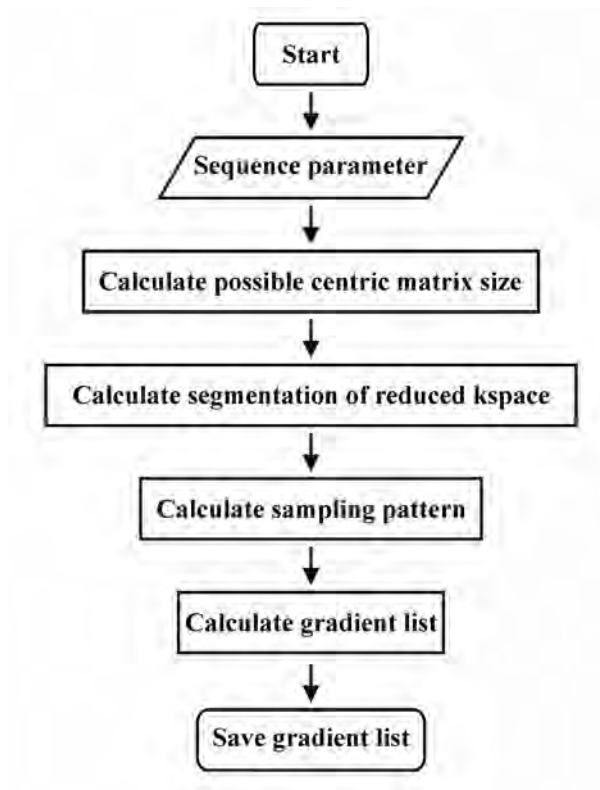 Start
Sequence parameter
Calculate possible centric matrix size
Calculate segmentation of reduced kspace
Calculate sampling pattern
Calculate gradient list
Save gradient list